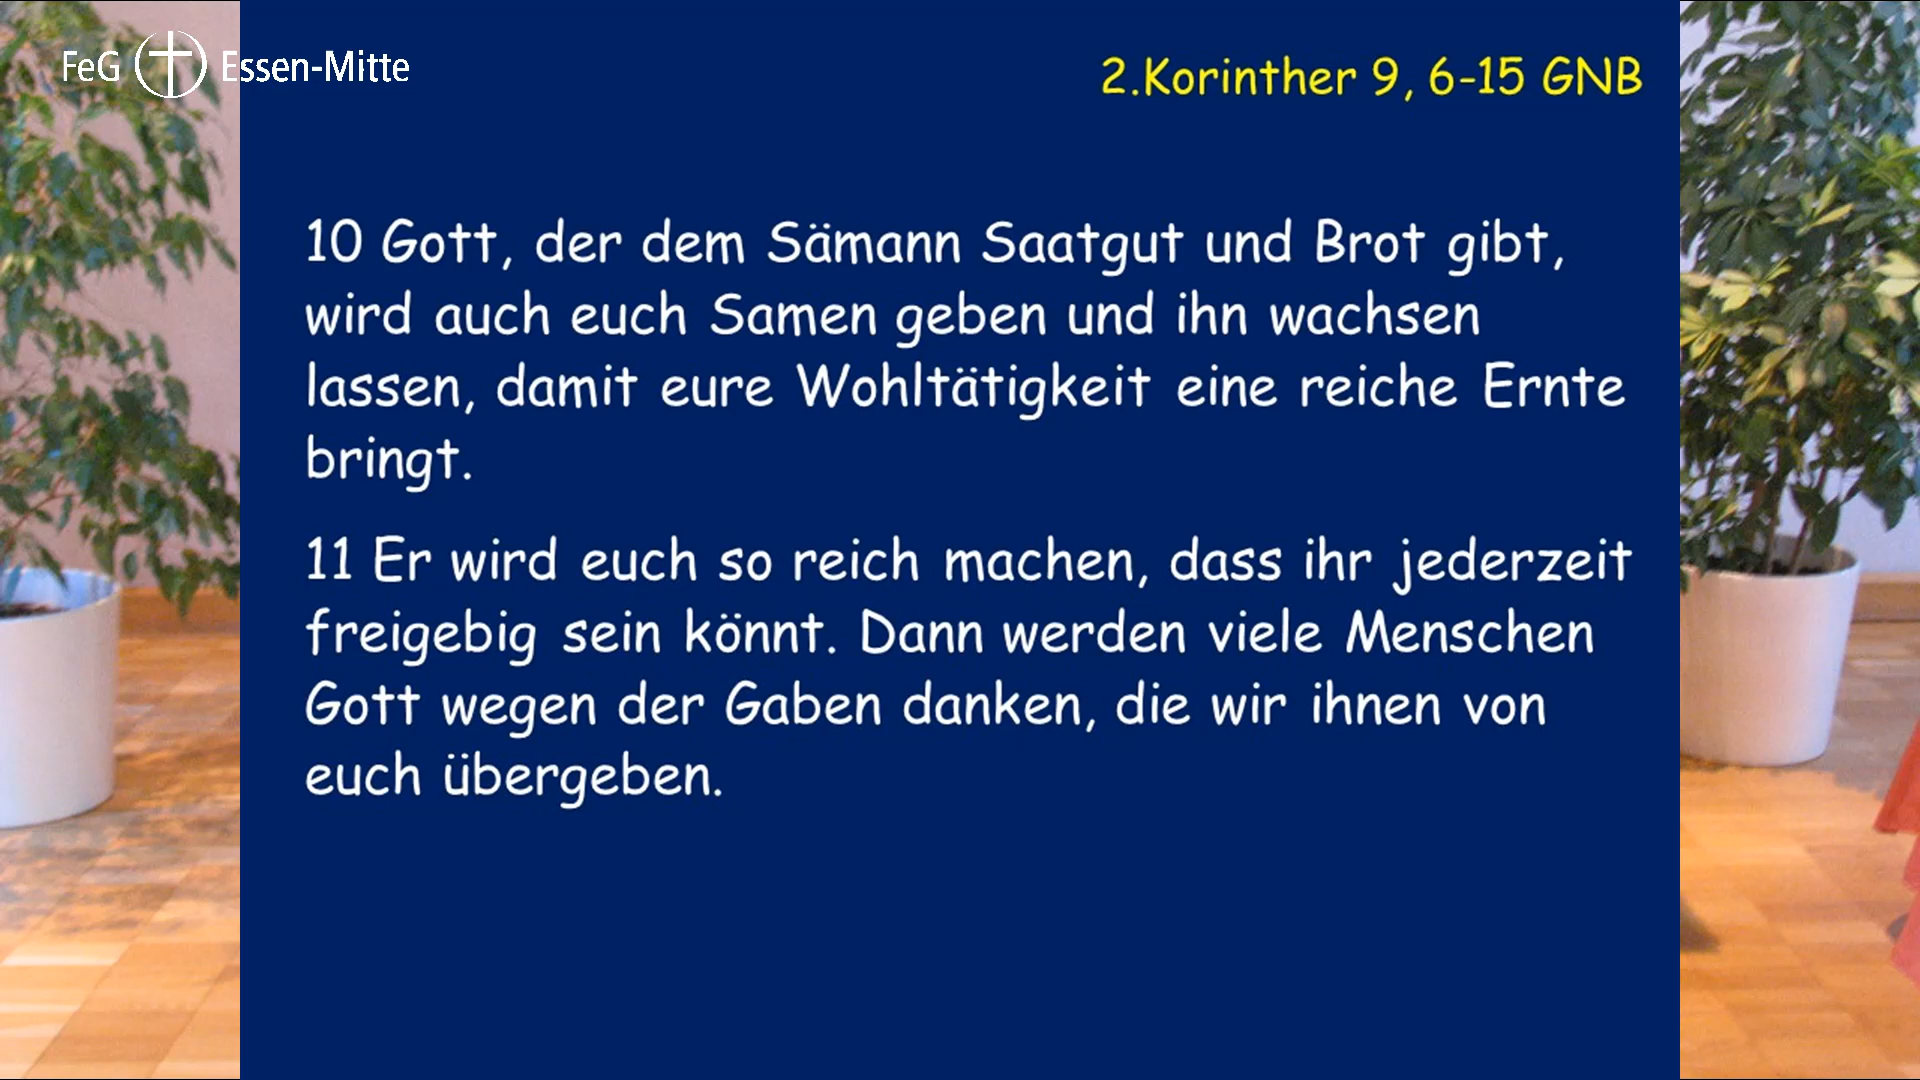 FeG Essen-Mitte
2.Korinther 9, 6-15 GNB
10 Gott, der dem Sämann Saatgut und Brot gibt,
wird auch euch Samen geben und ihn wachsen
lassen, damit eure Wohltätigkeit eine reiche Ernte
bringt.
11 Er wird euch so reich machen, dass ihr jederzeit
freigebig sein könnt. Dann werden viele Menschen
Gott wegen der Gaben danken, die wir ihnen von
euch übergeben.